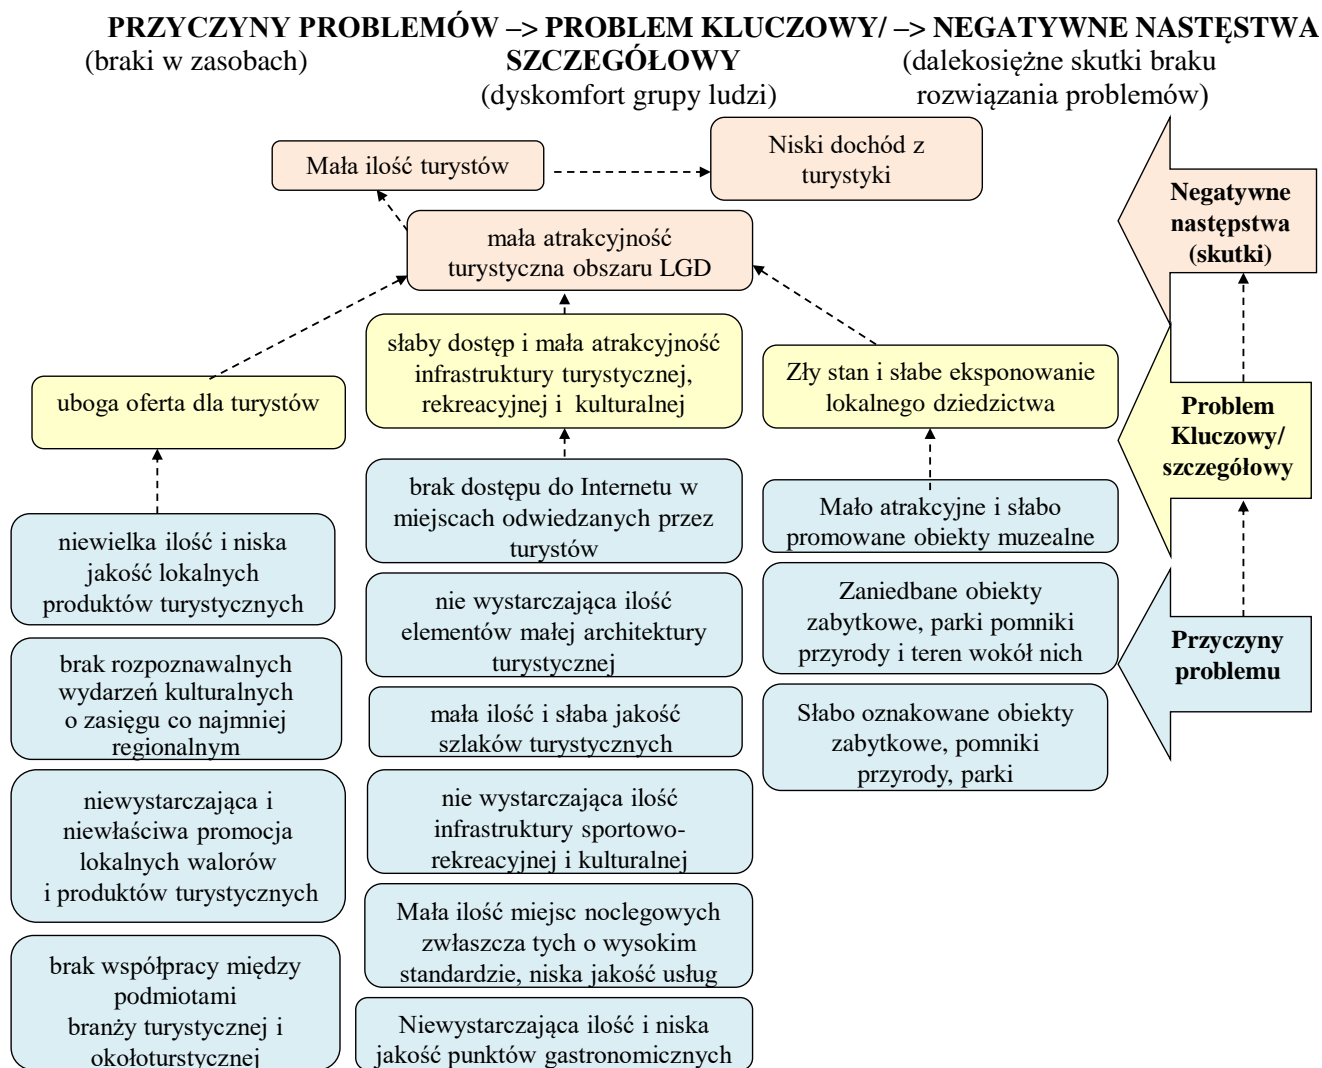 PRZYCZYNY PROBLEMÓW –> PROBLEM KLUCZOWY/ –> NEGATYWNE NASTĘSTWA
(braki w zasobach) SZCZEGÓŁOWY (dalekosiężne skutki braku
(dyskomfort grupy ludzi) rozwiązania problemów)
Mała ilość turystów
Niski dochód z
turystyki
mała atrakcyjność
turystyczna obszaru LGD
Negatywne
następstwa
(skutki)
uboga oferta dla turystów
słaby dostęp i mała atrakcyjność
infrastruktury turystycznej,
rekreacyjnej i kulturalnej
Zły stan i słabe eksponowanie
lokalnego dziedzictwa
Problem
Kluczowy/
szczegółowy
niewielka ilość i niska
jakość lokalnych
produktów turystycznych
brak rozpoznawalnych
wydarzeń kulturalnych
o zasięgu co najmniej
regionalnym
niewystarczająca i
niewłaściwa promocja
lokalnych walorów
i produktów turystycznych
brak współpracy między
podmiotami
branży turystycznej i
okołoturstycznej
brak dostępu do Internetu w
miejscach odwiedzanych przez
turystów
nie wystarczająca ilość
elementów małej architektury
turystycznej
mała ilość i słaba jakość
szlaków turystycznych
nie wystarczająca ilość
infrastruktury sportowo-
rekreacyjnej i kulturalnej
Mała ilość miejsc noclegowych
zwłaszcza tych o wysokim
standardzie, niska jakość usług
Niewystarczająca ilość i niska
jakość punktów gastronomicznych
Mało atrakcyjne i słabo
promowane obiekty muzealne
Zaniedbane obiekty
zabytkowe, parki pomniki
przyrody i teren wokół nich
Słabo oznakowane obiekty
zabytkowe, pomniki
przyrody, parki
Przyczyny
problemu